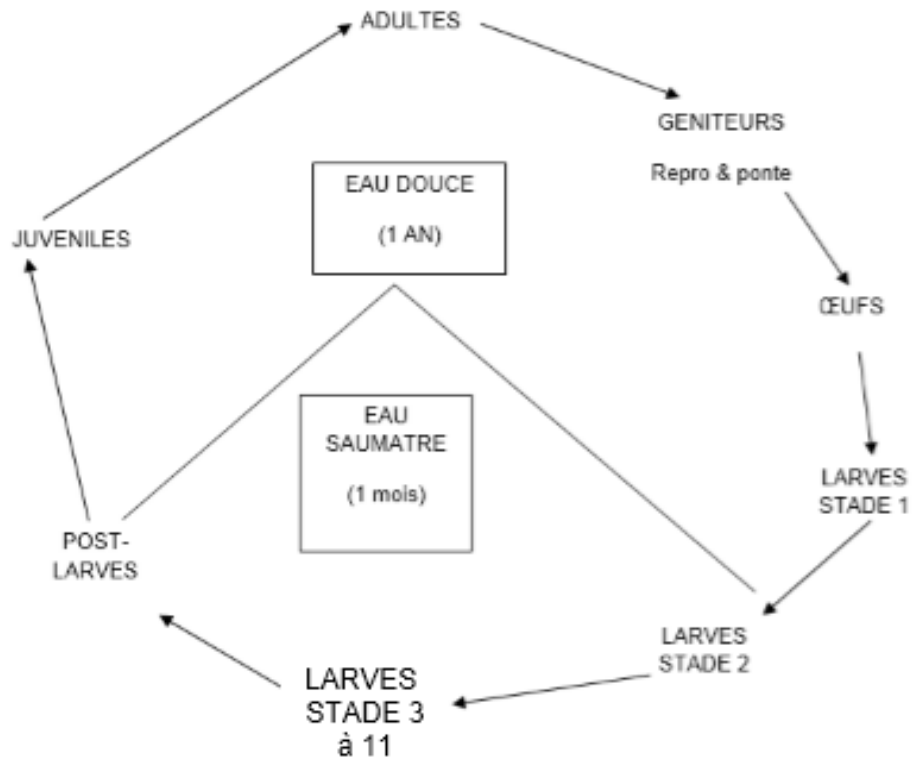 ADULTES
GENITEURS
Repro & ponte
EAU DOUCE
(1 AN)
JUVENILES
ŒUFS
EAU
SAUMATRE
(1 mois)
LARVES
STADE 1
POST-
LARVES
LARVES
STADE 2
LARVES
STADE 3
à 11